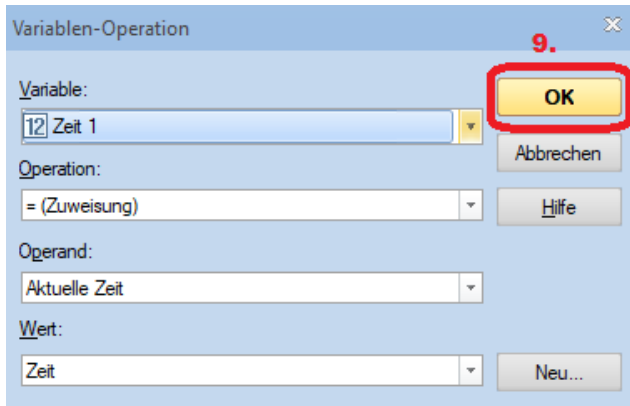 Variablen-Operation
9.
Variable:
OK
12 Zeit 1
Abbrechen
Operation:
= (Zuweisung)
Hilfe
Operand:
Aktuelle Zeit
Wert:
Zeit
Neu...